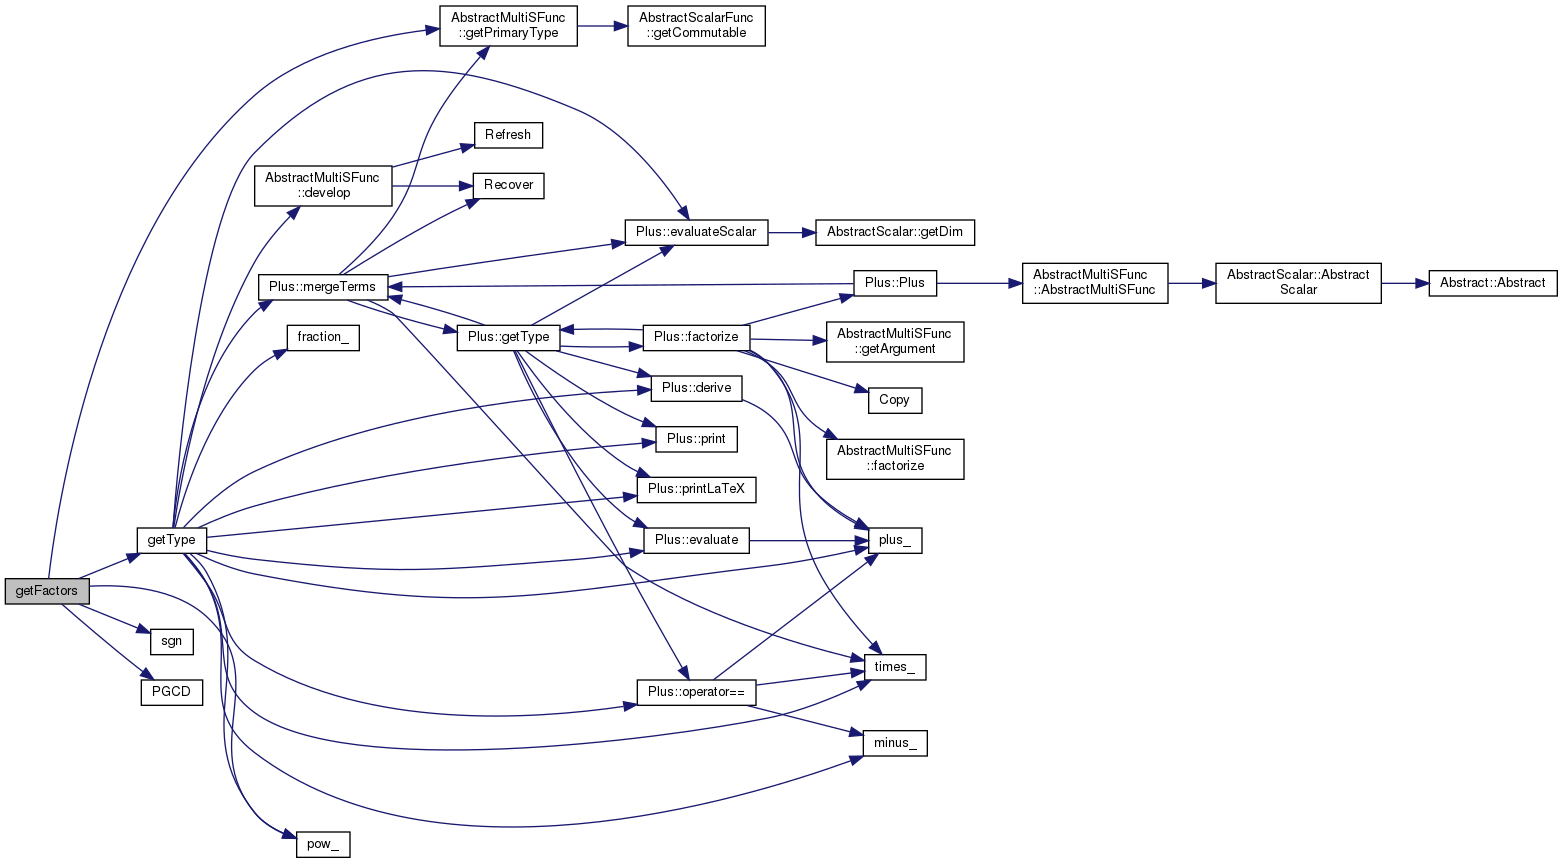 AbstractMultiSFunc
::getPrimaryType
AbstractScalarFunc
::getCommutable
Refresh
AbstractMultiSFunc
::develop
Recover
Plus::evaluateScalar
AbstractScalar::getDim
Plus::mergeTerms
Plus::Plus
AbstractMultiSFunc
::AbstractMultiSFunc
AbstractScalar::Abstract
Scalar
Abstract::Abstract
fraction_
Plus::getType
Plus::factorize
AbstractMultiSFunc
::getArgument
Plus::derive
Copy
Plus::print
AbstractMultiSFunc
::factorize
Plus::printLaTeX
getType
Plus::evaluate
plus_
getFactors
sgn
times_
PGCD
Plus::operator==
minus_
pow_